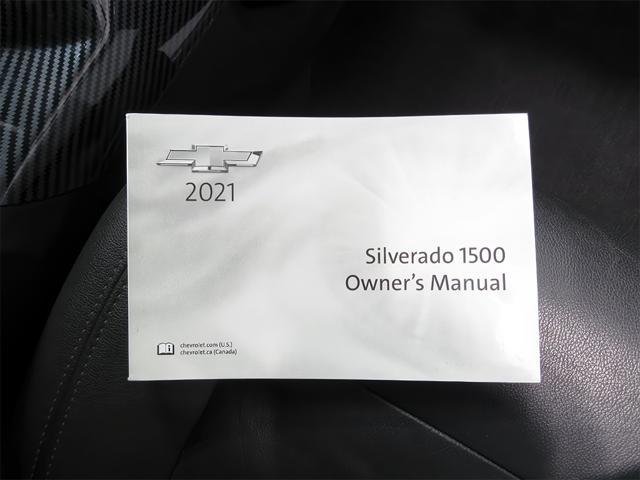 2021
Silverado 1500
Owner's Manual
chevrolet.com (U.S.)
chevrolet.ca (Canada)